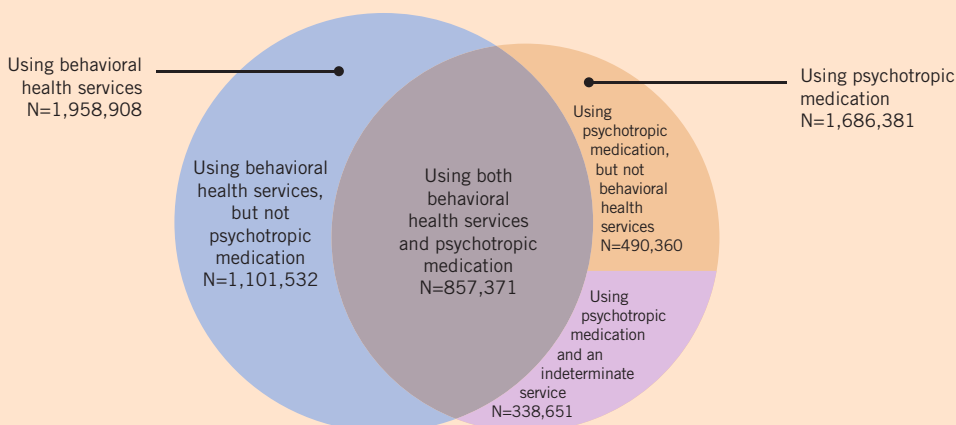 Using behavioral
health services
N=1,958,908
Using behavioral
health services,
but not
psychotropic
medication
N=1,101,532
Using both
behavioral
health services
and psychotropic
medication
N=857,371
Using
psychotropic
medication,
but not
behavioral
health
services
N=490,360
Using
psychotropic
medication
and an
indeterminate
service
N=338,651
Using psychotropic
medication
N=1,686,381